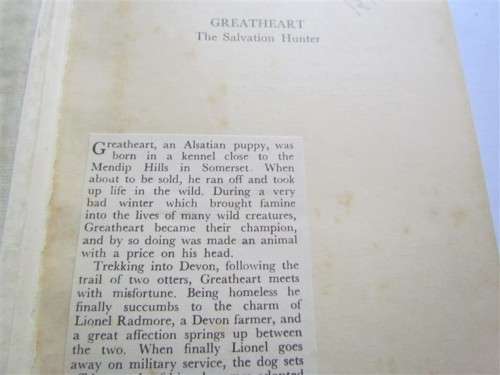 GREATHEART
The Salvation Hunter
Greatheart, an Alsatian puppy, was
born in a kennel close to the
Mendip Hills in Somerset. When
about to be sold, he ran off and took
up life in the wild. During a very
bad winter which brought famine
into the lives of many wild creatures,
Greatheart became their champion,
and by so doing was made an animal
with a price on his head.
Trekking into Devon, following the
trail of two otters, Greatheart meets
with misfortune. Being homeless he
finally succumbs to the charm of
Lionel Radmore, a Devon farmer, and
a great affection springs up between
the two. When finally Lionel goes
away on military service, the dog sets